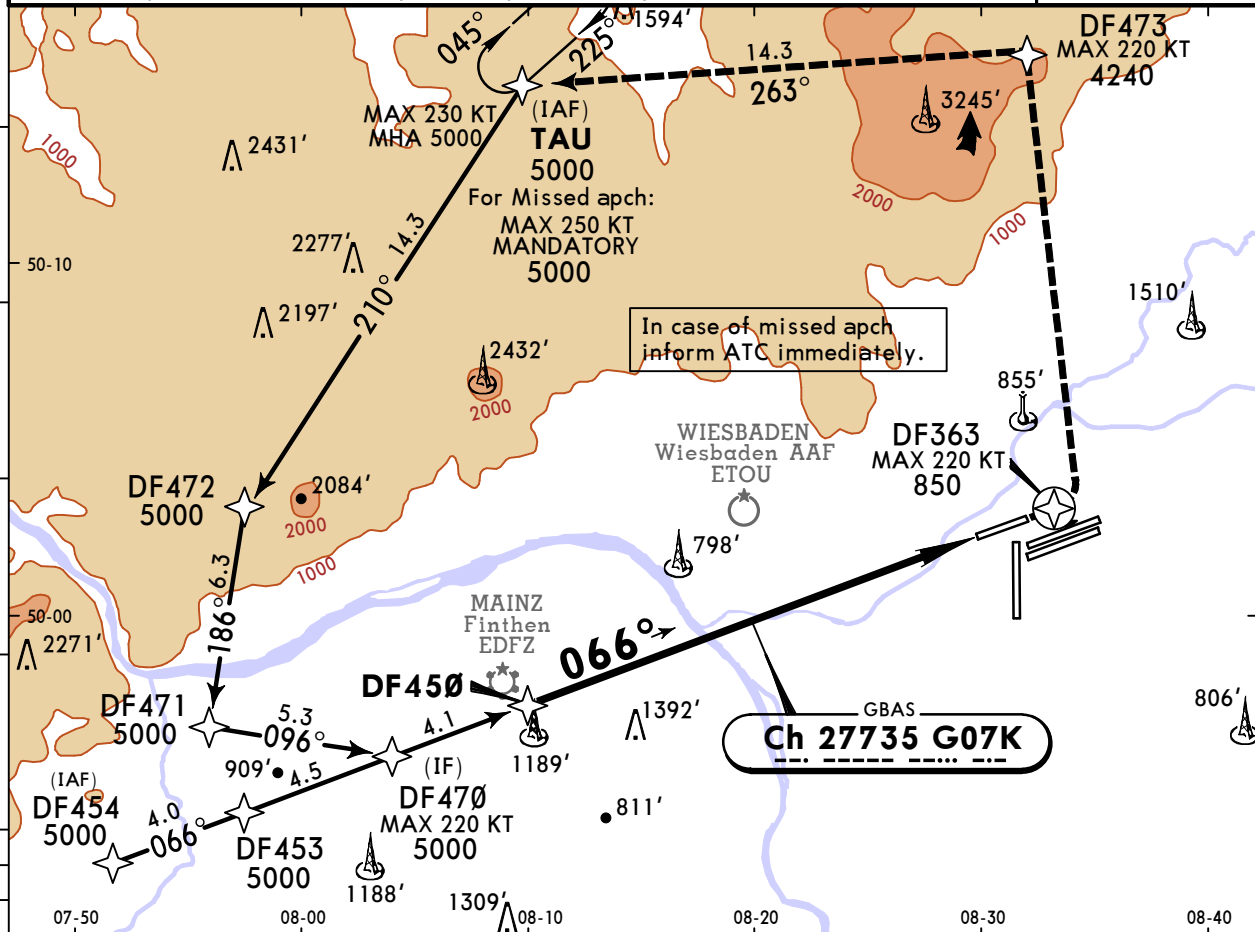 1594'
045°
225°
DF473
MAX 220 KT
4240
14.3
263°
3245'
MAX 230 KT
MHA 5000
(IAF)
TAU
5000
For Missed apch:
MAX 250 KT
MANDATORY
5000
1000
2431'
2000
1000
2277'
14.3
50-10
210°
2197'
1510'
In case of missed apch
inform ATC immediately.
2432'
2000
855'
WIESBADEN
Wiesbaden AAF
ETOU
DF363
MAX 220 KT
850
DF472
5000
2084'
2000
1000
798'
6.3
186°
50-00
MAINZ
Finthen
EDFZ
066°
2271'
DF450
DF471
5000
5.3
096°
4.1
1392'
806'
GBAS
Ch 27735 G07K
909'
4.5
(IF)
DF470
MAX 220 KT
5000
1189'
(IAF)
DF454
5000
4.0
066°
811'
DF453
5000
1188'
1309'
07-50
08-00
08-10
08-20
08-30
08-40